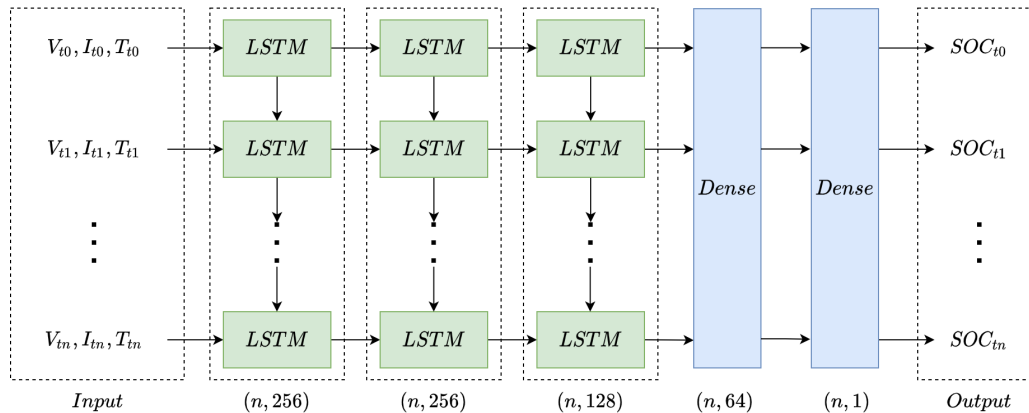 V_{t0}, I_{t0}, T_{t0} LSTM LSTM LSTM SOC_{t0}
V_{t1}, I_{t1}, T_{t1} LSTM LSTM LSTM SOC_{t1}
Dense Dense
V_{tn}, I_{tn}, T_{tn} LSTM LSTM LSTM SOC_{tn}
Input (n, 256) (n, 256) (n, 128) (n, 64) (n, 1) Output